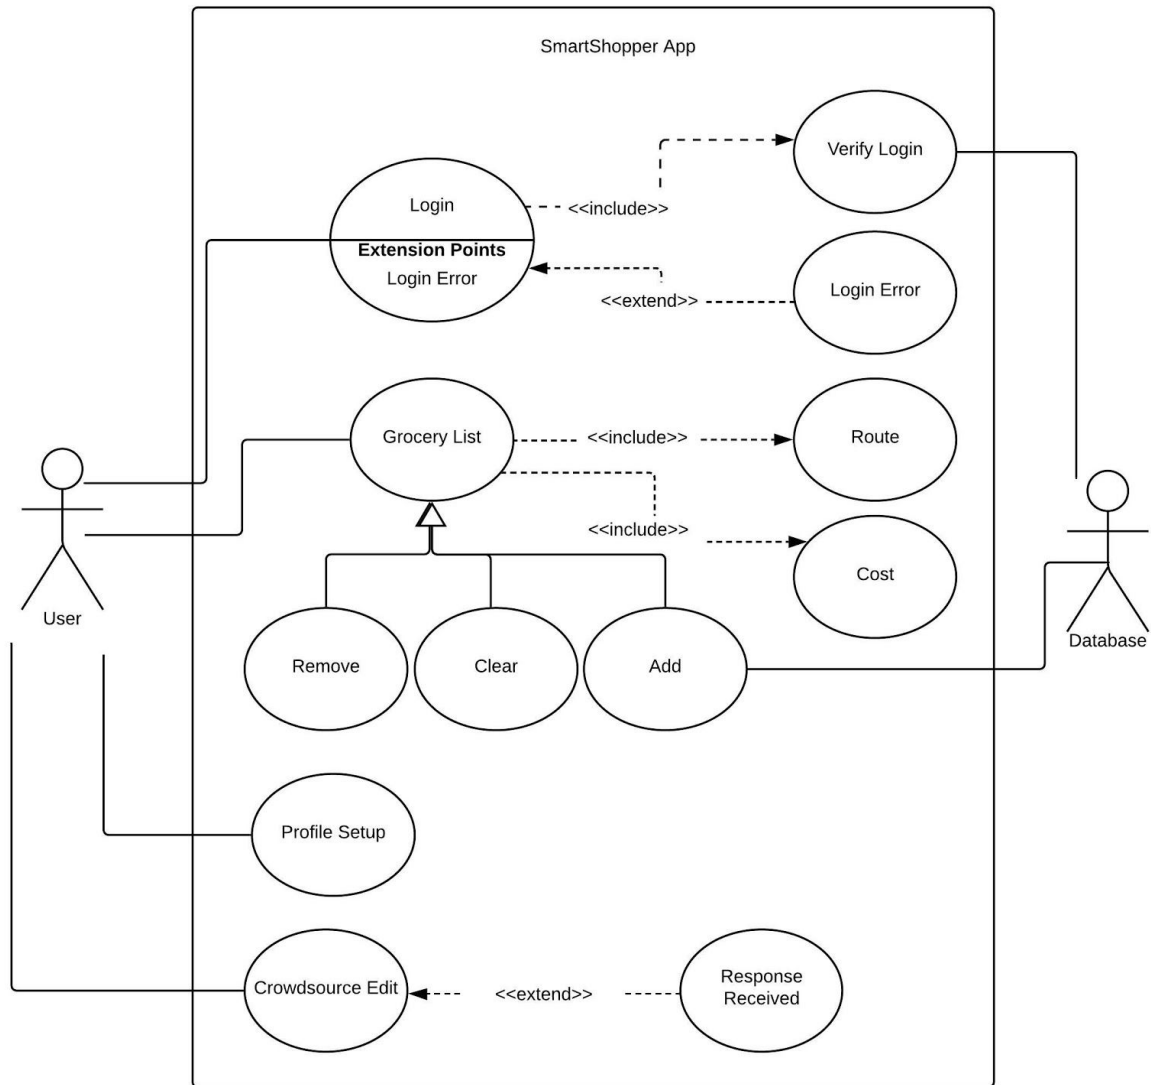 SmartShopper App
Verify Login
Login
<<include>>
Extension Points
Login Error
<<extend>>
Login Error
Grocery List
<<include>>
Route
<<include>>
Cost
User
Database
Remove
Clear
Add
Profile Setup
Crowdsource Edit
<<extend>>
Response
Received